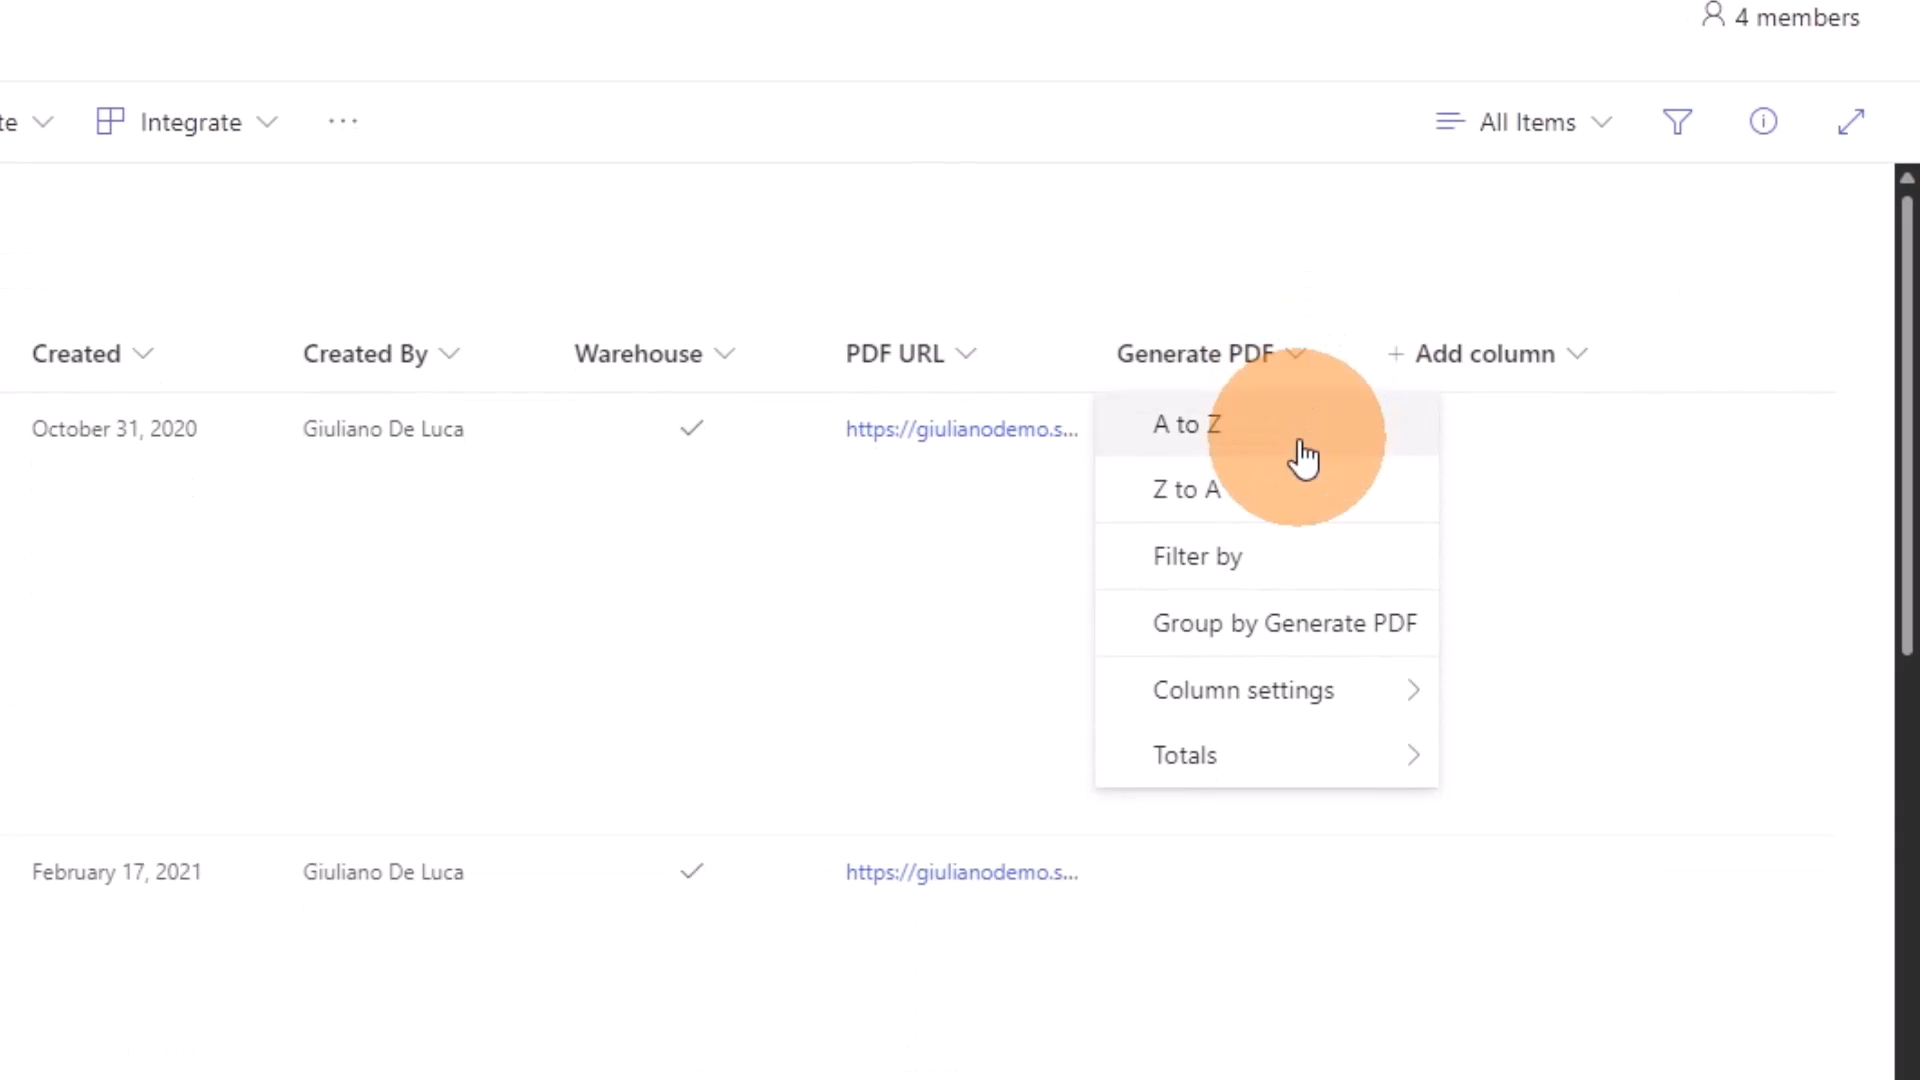 4 members
te Integrate ... All Items
Created Created By Warehouse PDF URL Generate PDF + Add column
October 31, 2020 Giuliano De Luca https://giulianodemo.s...
A to Z
Z to A
Filter by
Group by Generate PDF
Column settings
Totals
February 17, 2021 Giuliano De Luca https://giulianodemo.s...